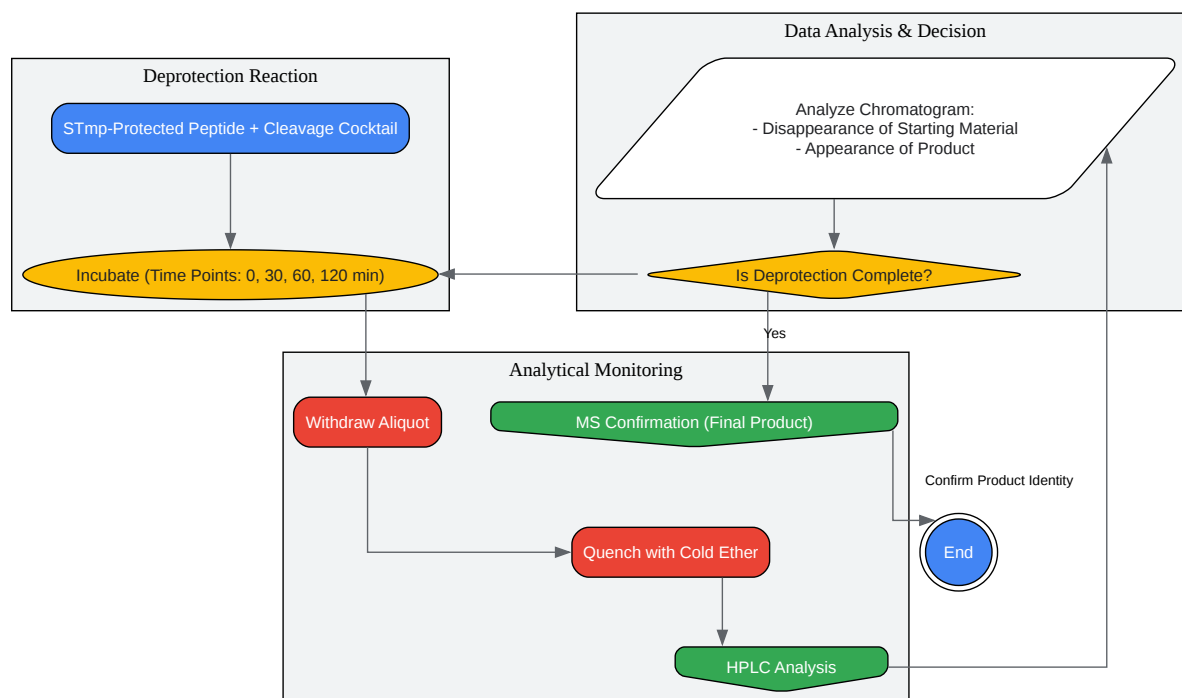 Data Analysis & Decision
Deprotection Reaction
Analyze Chromatogram:
- Disappearance of Starting Material
- Appearance of Product
STmp-Protected Peptide + Cleavage Cocktail
Incubate (Time Points: 0, 30, 60, 120 min)
Is Deprotection Complete?
Yes
Analytical Monitoring
Withdraw Aliquot
MS Confirmation (Final Product)
Confirm Product Identity
Quench with Cold Ether
End
HPLC Analysis